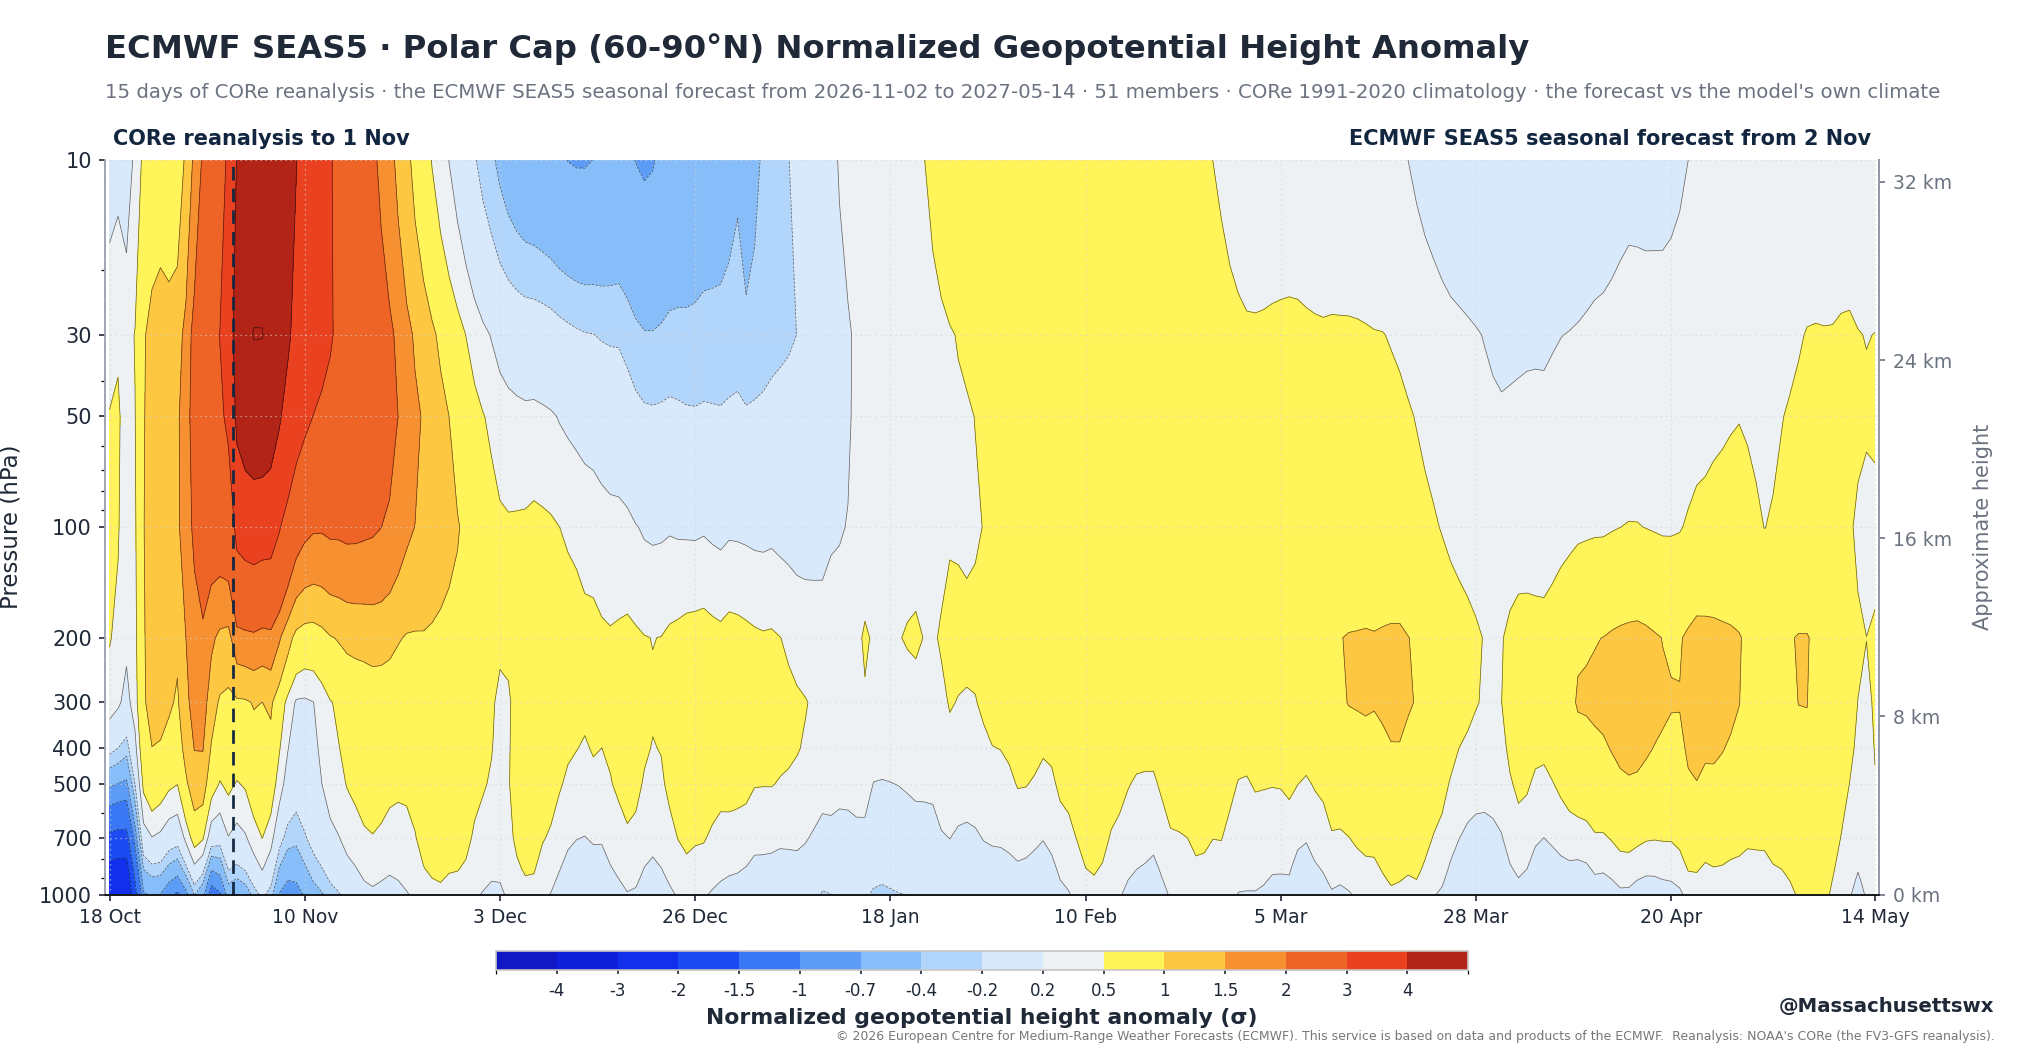 ECMWF SEAS5 · Polar Cap (60-90°N) Normalized Geopotential Height Anomaly
15 days of CORe reanalysis · the ECMWF SEAS5 seasonal forecast from 2026-11-02 to 2027-05-14 · 51 members · CORe 1991-2020 climatology · the forecast vs the model's own climate
CORe reanalysis to 1 Nov
ECMWF SEAS5 seasonal forecast from 2 Nov
Pressure (hPa)
10
30
50
100
200
300
400
500
700
1000
32 km
24 km
16 km
8 km
0 km
Approximate height
18 Oct 10 Nov 3 Dec 26 Dec 18 Jan 10 Feb 5 Mar 28 Mar 20 Apr 14 May
-4 -3 -2 -1.5 -1 -0.7 -0.4 -0.2 0.2 0.5 1 1.5 2 3 4
Normalized geopotential height anomaly (σ)
@Massachusettswx
© 2026 European Centre for Medium-Range Weather Forecasts (ECMWF). This service is based on data and products of the ECMWF. Reanalysis: NOAA's CORe (the FV3-GFS reanalysis).